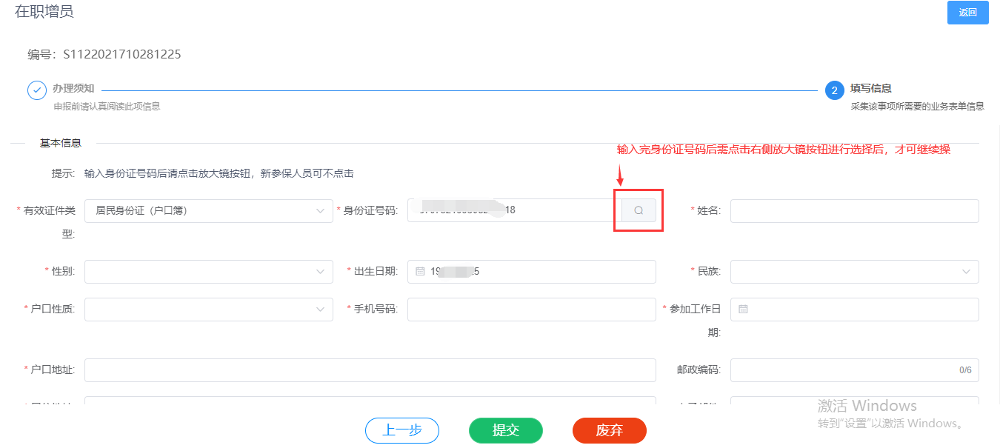 在职增员
返回
编号：S1122021710281225
办理须知
2
填写信息
申报前请认真阅读此项信息
采集该事项所需要的业务表单信息
基本信息
输入完身份证号码后需点击右侧放大镜按钮进行选择后，才可继续操
提示: 输入身份证号码后请点击放大镜按钮，新参保人员可不点击
* 有效证件类型: 居民身份证（户口簿）
* 身份证号码: 18
* 姓名:
* 性别:
* 出生日期: 19 5
* 民族:
* 户口性质:
* 手机号码:
* 参加工作日期:
* 户口地址:
邮政编码: 0/6
激活 Windows
转到"设置"以激活 Windows。
上一步
提交
废弃